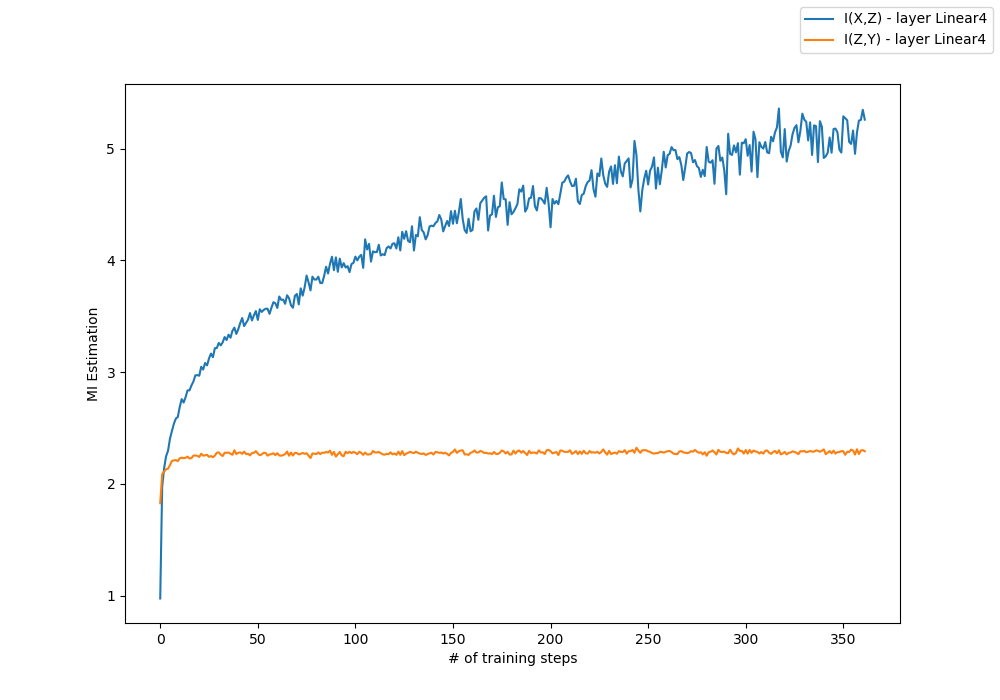 I(X,Z) - layer Linear4
I(Z,Y) - layer Linear4
5
4
3
2
1
MI Estimation
0 50 100 150 200 250 300 350
# of training steps